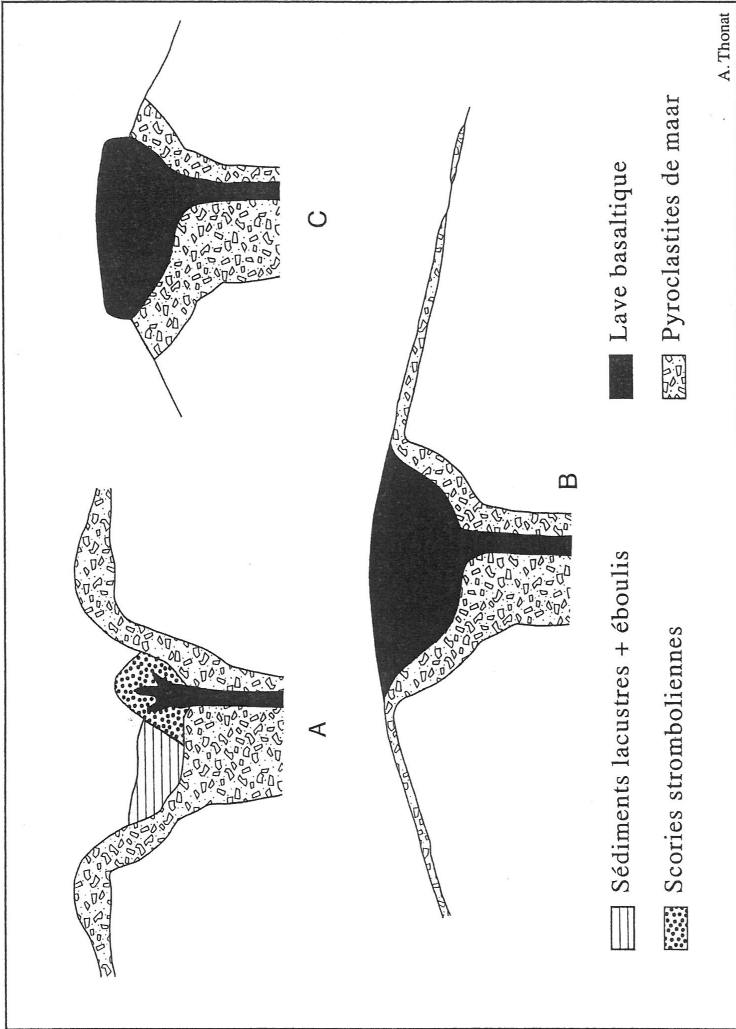 A
C
B
Sédiments lacustres + éboulis
Scories stromboliennes
Lave basaltique
Pyroclastites de maar
A. Thonat